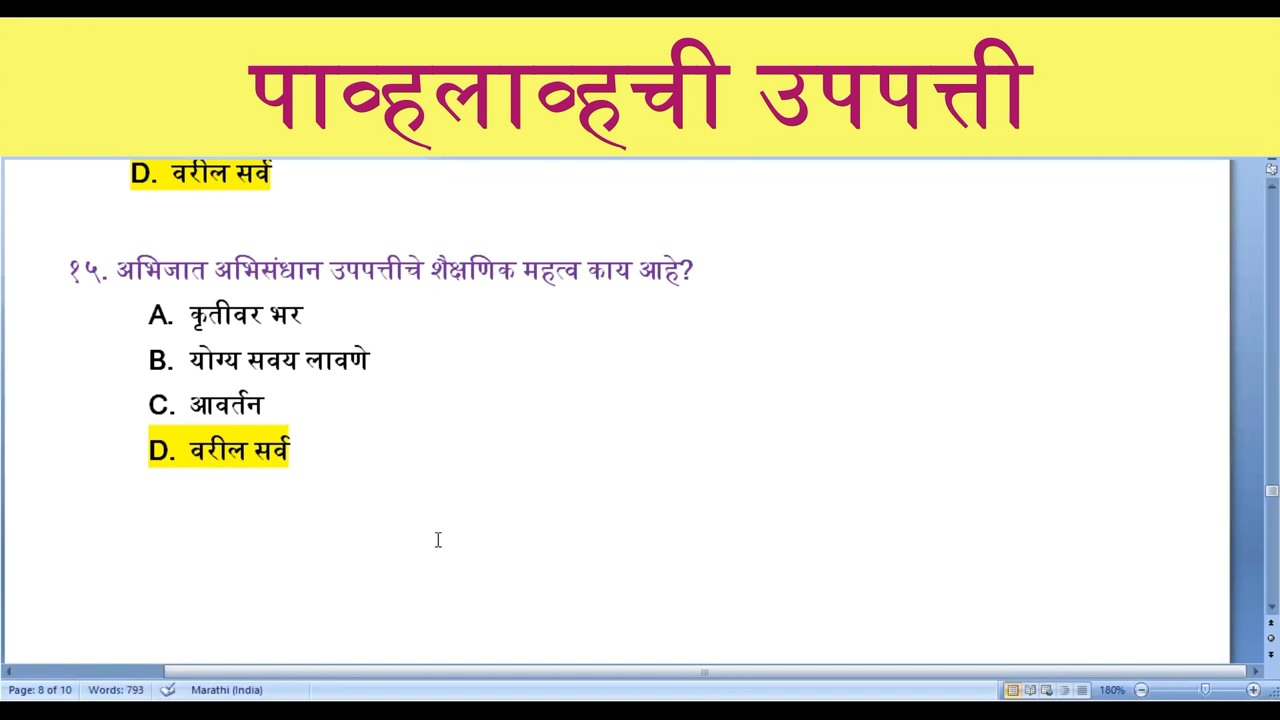 पाव्हलाव्हची उपपत्ती
D. वरील सर्व
१५. अभिजात अभिसंधान उपपत्तीचे शैक्षणिक महत्व काय आहे?
A. कृतीवर भर
B. योग्य सवय लावणे
C. आवर्तन
D. वरील सर्व
Page: 8 of 10 Words: 793 Marathi (India) 180%